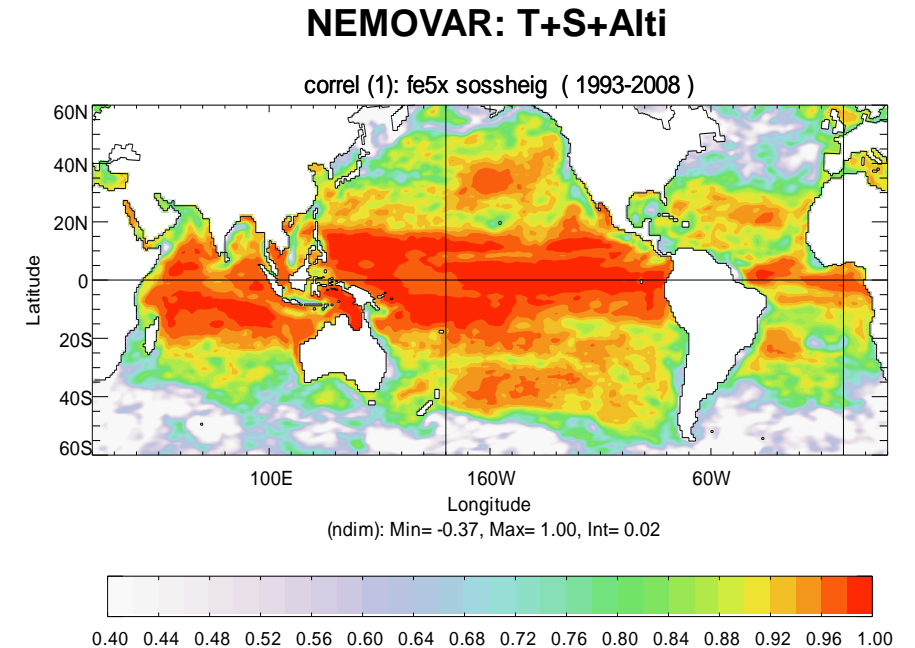 NEMOVAR: T+S+Alti
correl (1): fe5x sossheig ( 1993-2008 )
60N
40N
20N
0
20S
40S
60S
Latitude
100E 160W 60W
Longitude
(ndim): Min= -0.37, Max= 1.00, Int= 0.02
0.40 0.44 0.48 0.52 0.56 0.60 0.64 0.68 0.72 0.76 0.80 0.84 0.88 0.92 0.96 1.00